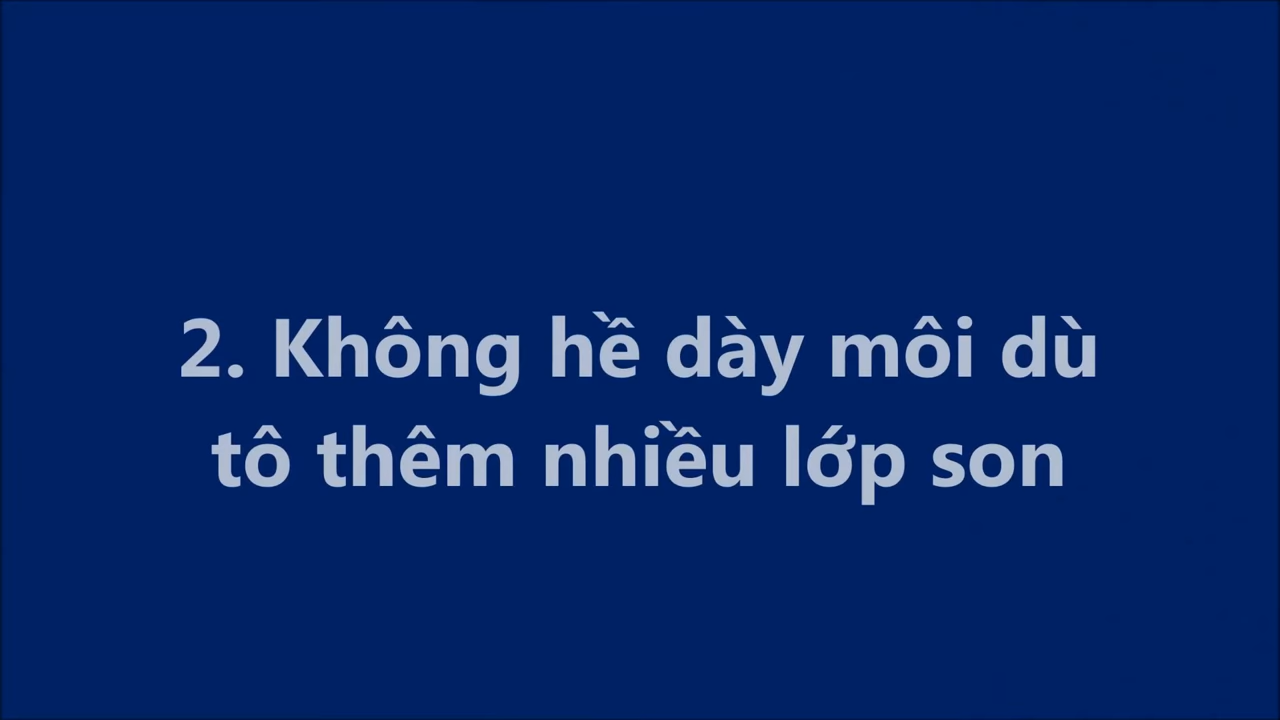 2. Không hề dày môi dù
tô thêm nhiều lớp son